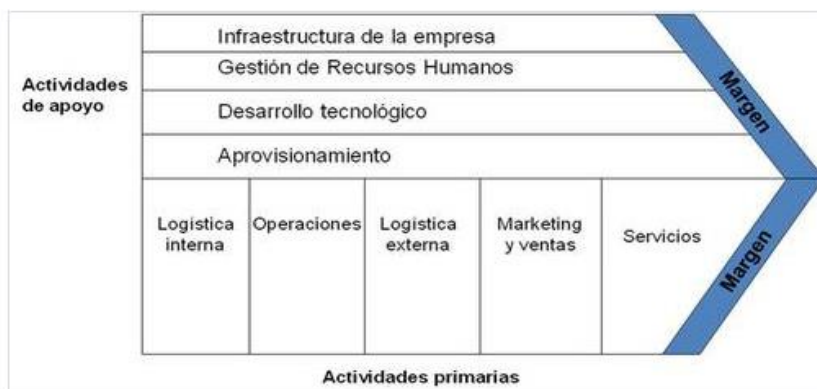 Infraestructura de la empresa
Gestión de Recursos Humanos
Actividades
de apoyo
Desarrollo tecnológico
Aprovisionamiento
Margen
Logística
interna
Operaciones
Logística
externa
Marketing
y ventas
Servicios
Margen
Actividades primarias